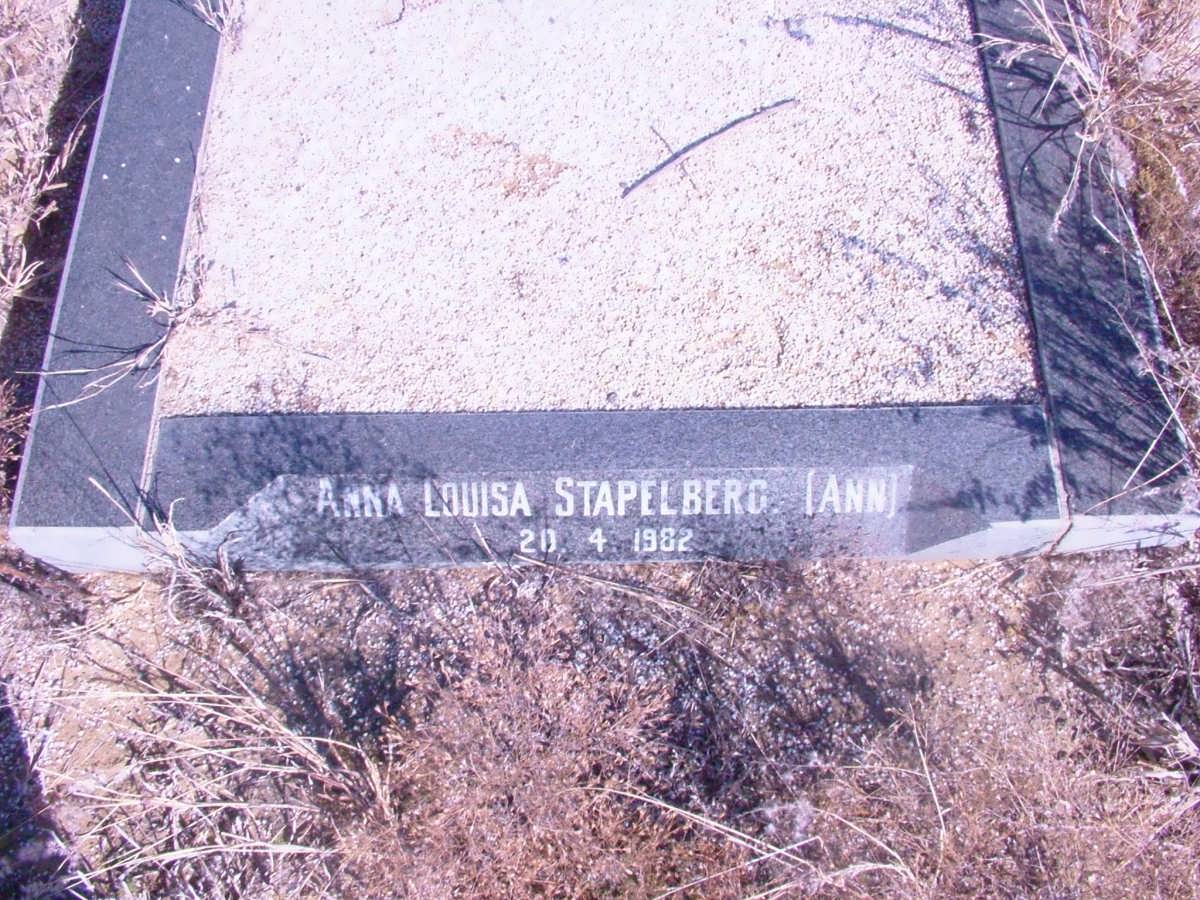 ANNA LOUISA STAPELBERG. [ANN]
20. 4. 1982